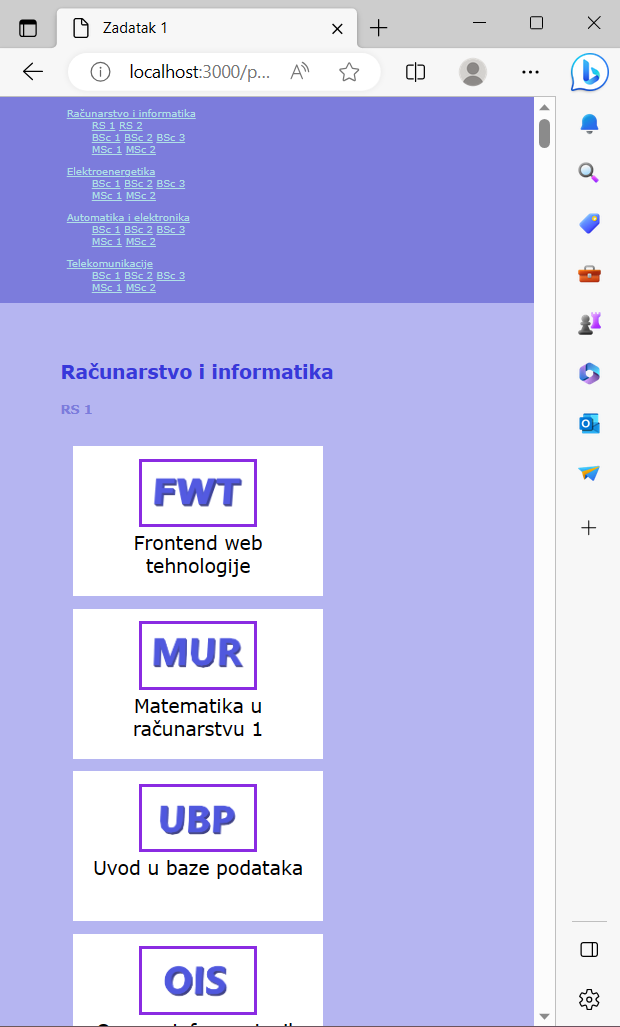 Zadatak 1
localhost:3000/p...
Računarstvo i informatika
RS 1 RS 2
BSc 1 BSc 2 BSc 3
MSc 1 MSc 2
Elektroenergetika
BSc 1 BSc 2 BSc 3
MSc 1 MSc 2
Automatika i elektronika
BSc 1 BSc 2 BSc 3
MSc 1 MSc 2
Telekomunikacije
BSc 1 BSc 2 BSc 3
MSc 1 MSc 2
Računarstvo i informatika
RS 1
FWT
Frontend web
tehnologije
MUR
Matematika u
računarstvu 1
UBP
Uvod u baze podataka
OIS